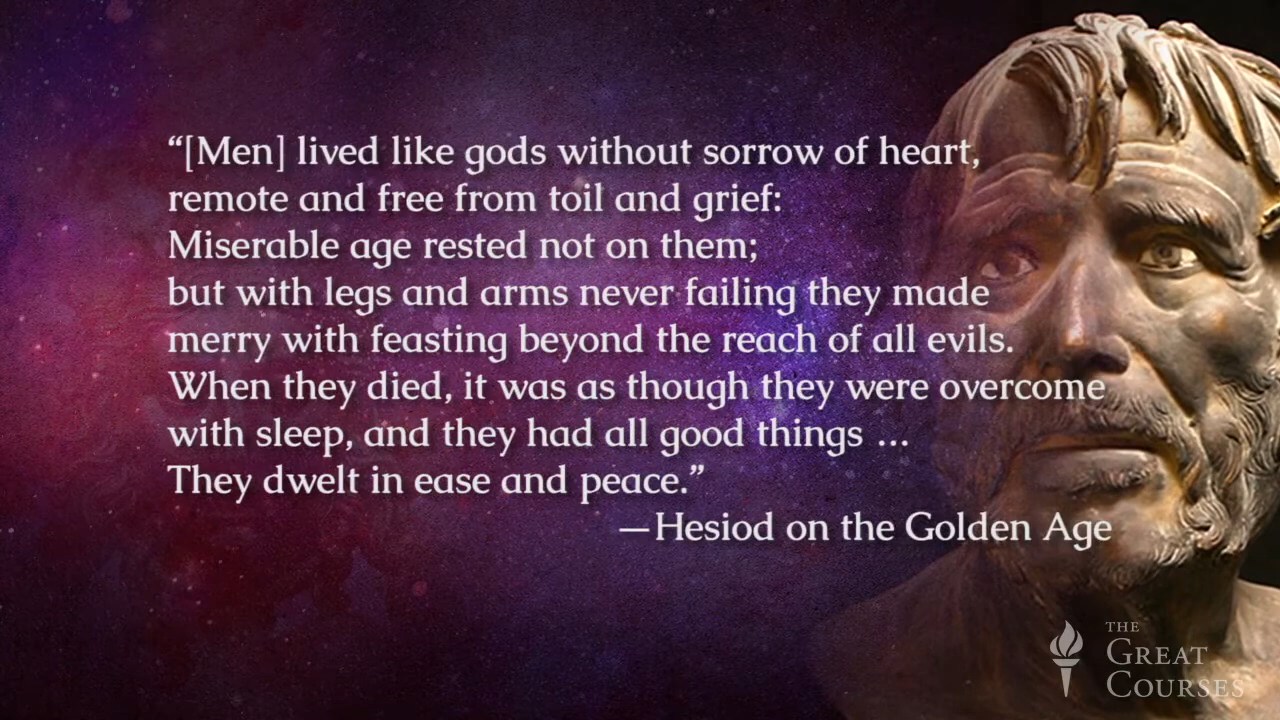 “[Men] lived like gods without sorrow of heart,
remote and free from toil and grief:
Miserable age rested not on them;
but with legs and arms never failing they made
merry with feasting beyond the reach of all evils.
When they died, it was as though they were overcome
with sleep, and they had all good things ...
They dwelt in ease and peace.”
—Hesiod on the Golden Age
THE
GREAT
COURSES